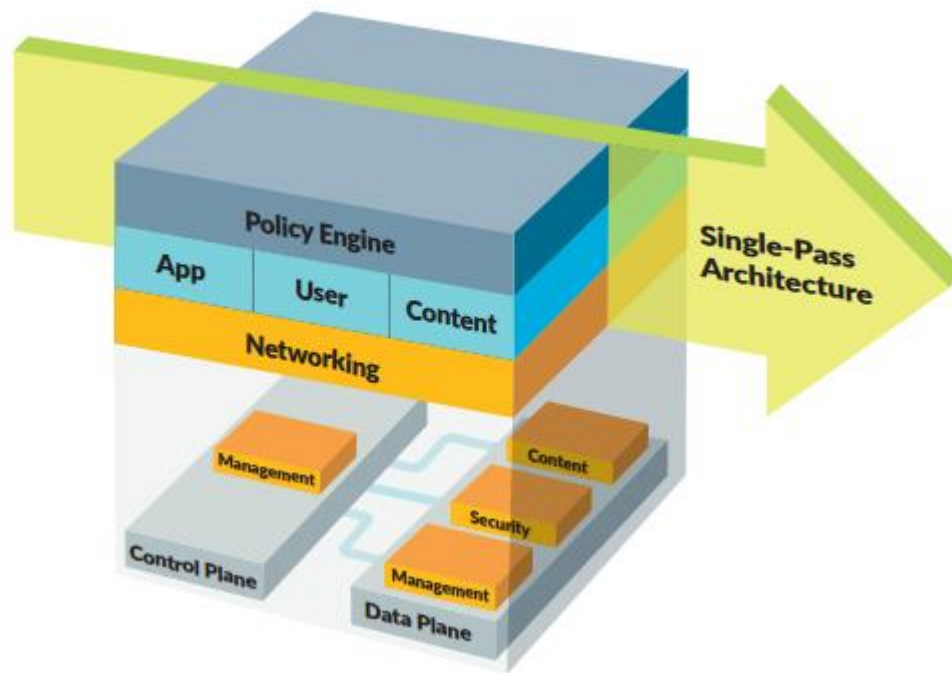 Policy Engine
App
User
Content
Networking
Single-Pass
Architecture
Management
Content
Security
Management
Control Plane
Data Plane